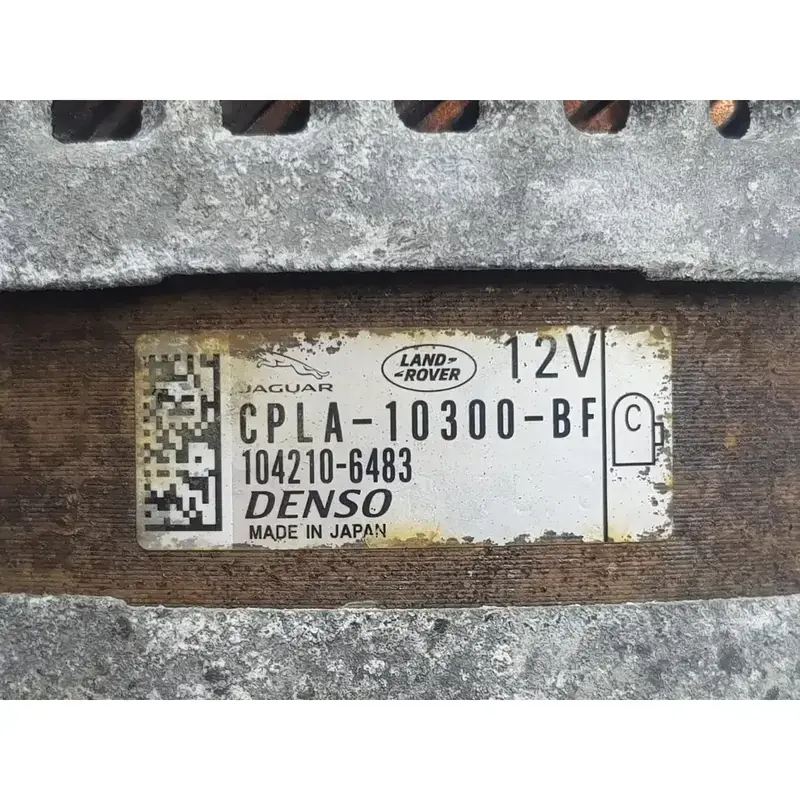 JAGUAR LAND-ROVER 12V
CPLA-10300-BF C
104210-6483
DENSO
MADE IN JAPAN